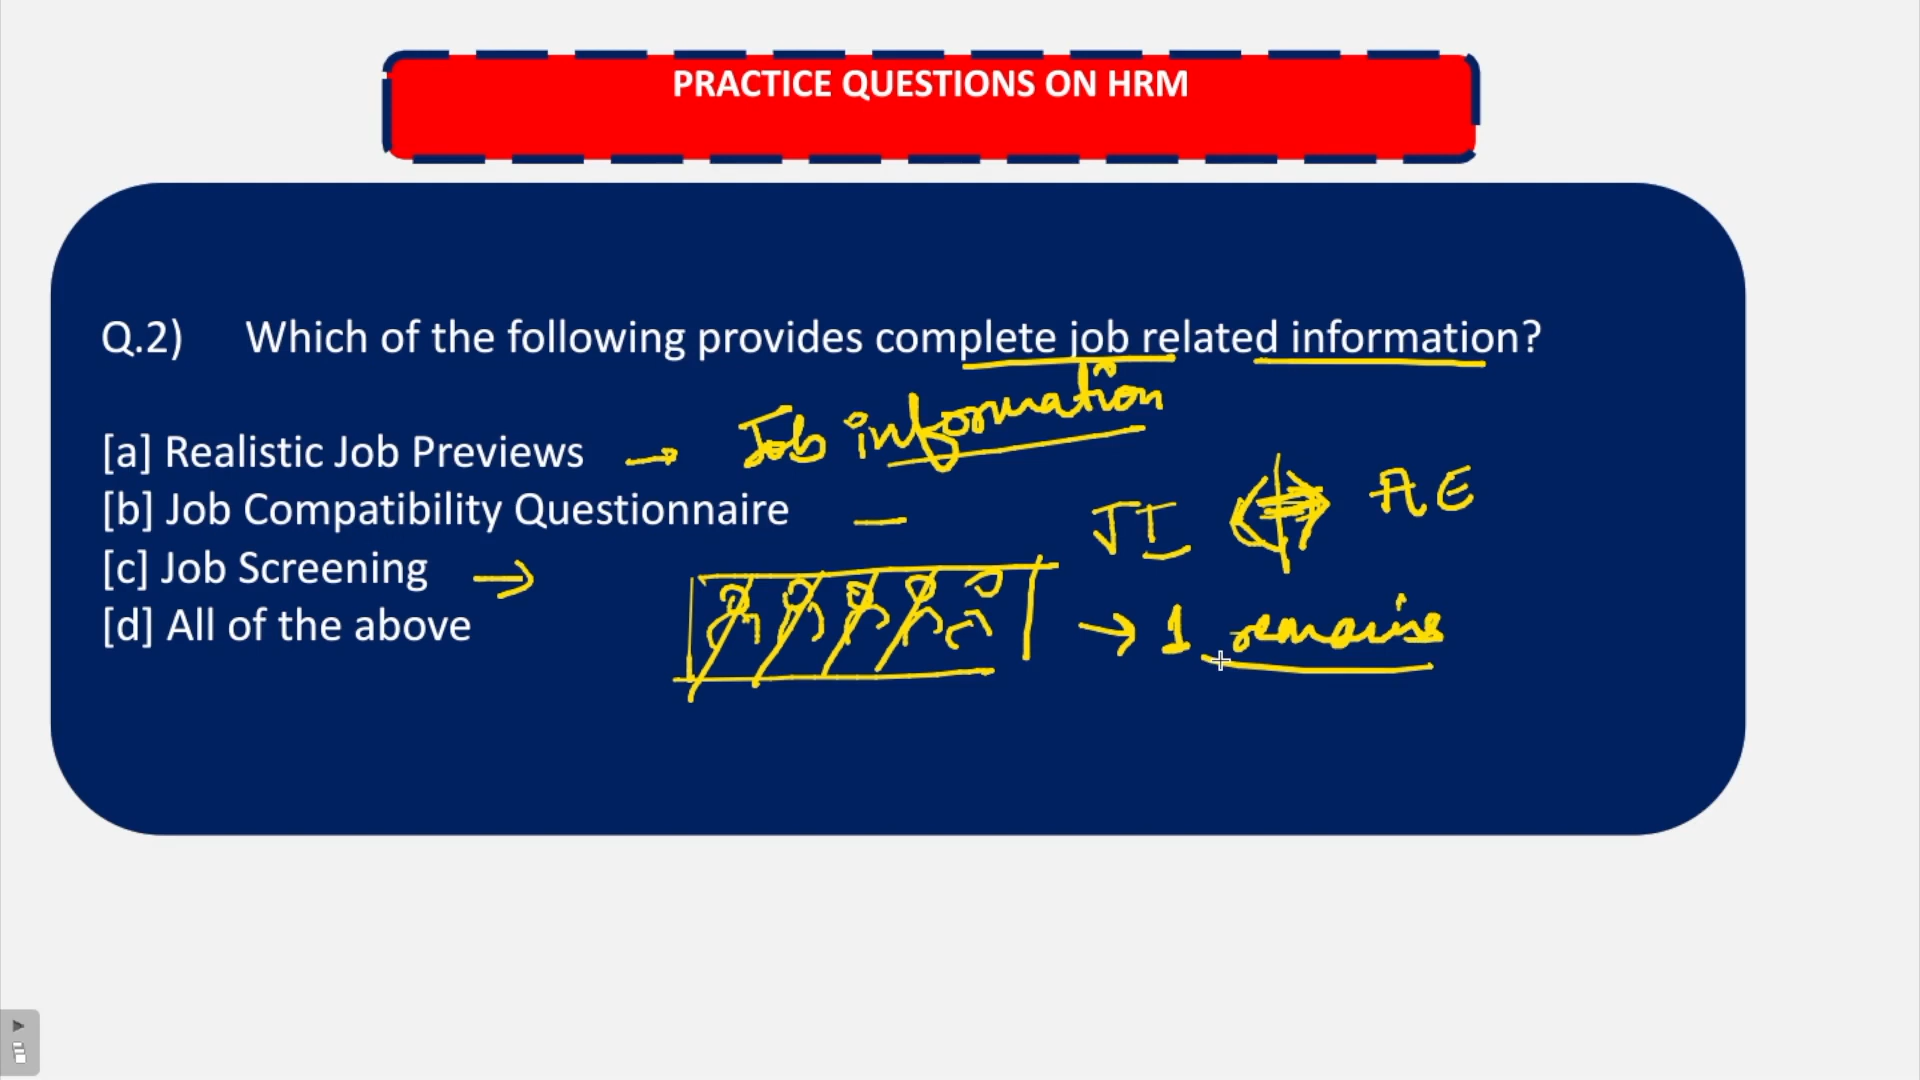 PRACTICE QUESTIONS ON HRM
Q.2) Which of the following provides complete job related information?
[a] Realistic Job Previews → Job information
[b] Job Compatibility Questionnaire — JI AE
[c] Job Screening →
[d] All of the above → 1 remains